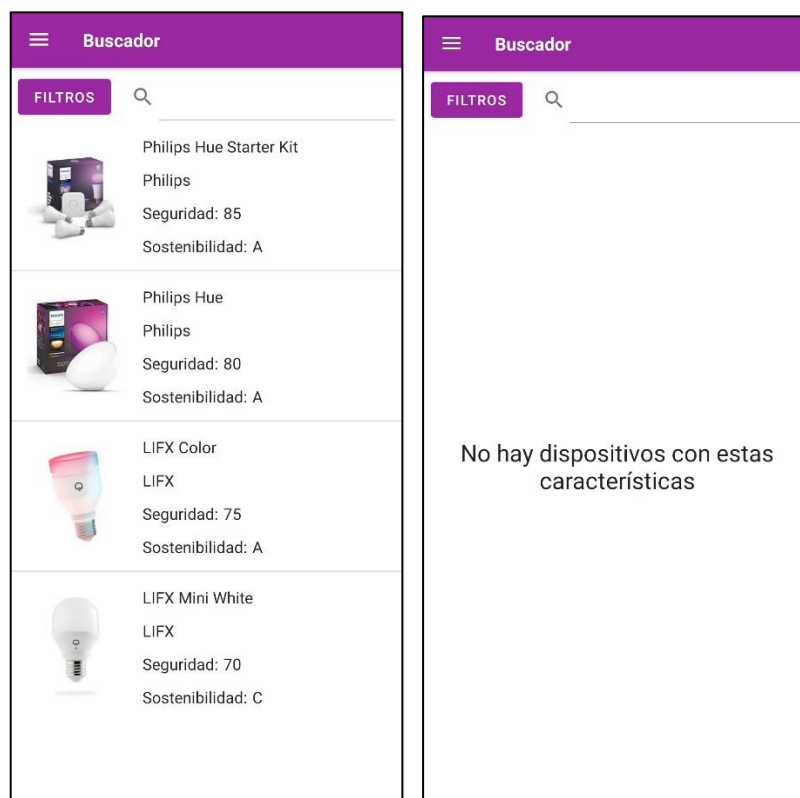 Buscador
FILTROS
Philips Hue Starter Kit
Philips
Seguridad: 85
Sostenibilidad: A
Philips Hue
Philips
Seguridad: 80
Sostenibilidad: A
LIFX Color
LIFX
Seguridad: 75
Sostenibilidad: A
LIFX Mini White
LIFX
Seguridad: 70
Sostenibilidad: C
Buscador
FILTROS
No hay dispositivos con estas
características